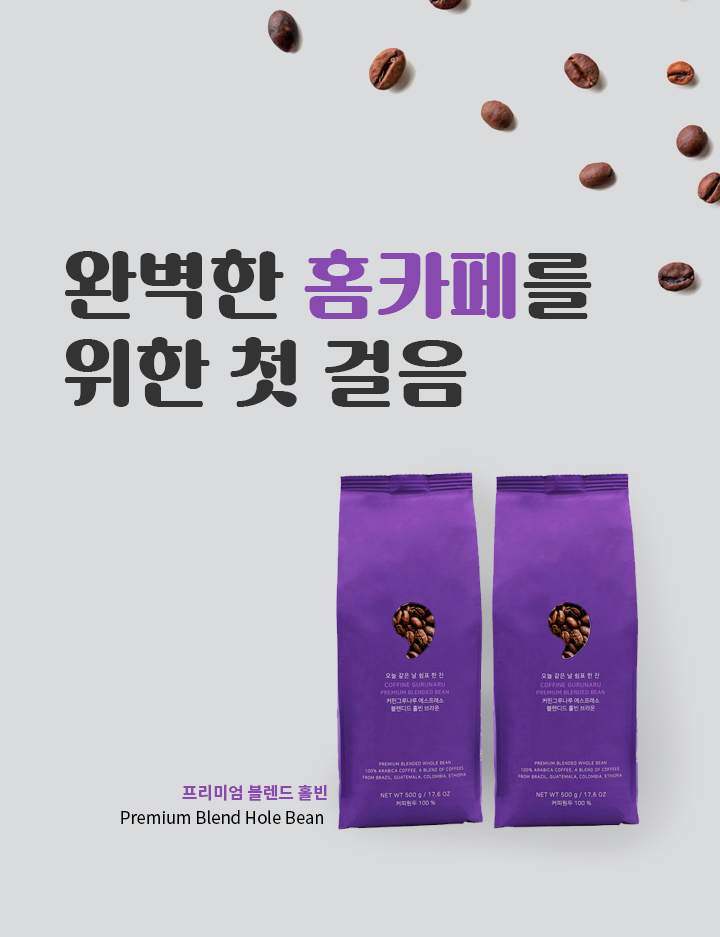 완벽한 홈카페를
위한 첫 걸음
오늘 같은 날 쉼표 한 잔
COFFINE GURUNARU
PREMIUM BLENDED BEAN
커핀그루나루 에스프레소
블렌디드 홀빈 브라운
PREMIUM BLENDED WHOLE BEAN
100% ARABICA COFFEE, A BLEND OF COFFEES
FROM BRAZIL, GUATEMALA, COLOMBIA, ETHIOPIA
NET WT 500 g / 17,6 OZ
커피원두 100 %
오늘 같은 날 쉼표 한 잔
COFFINE GURUNARU
PREMIUM BLENDED BEAN
커핀그루나루 에스프레소
블렌디드 홀빈 브라운
PREMIUM BLENDED WHOLE BEAN
100% ARABICA COFFEE, A BLEND OF COFFEES
FROM BRAZIL, GUATEMALA, COLOMBIA, ETHIOPIA
NET WT 500 g / 17,6 OZ
커피원두 100 %
프리미엄 블렌드 홀빈
Premium Blend Hole Bean